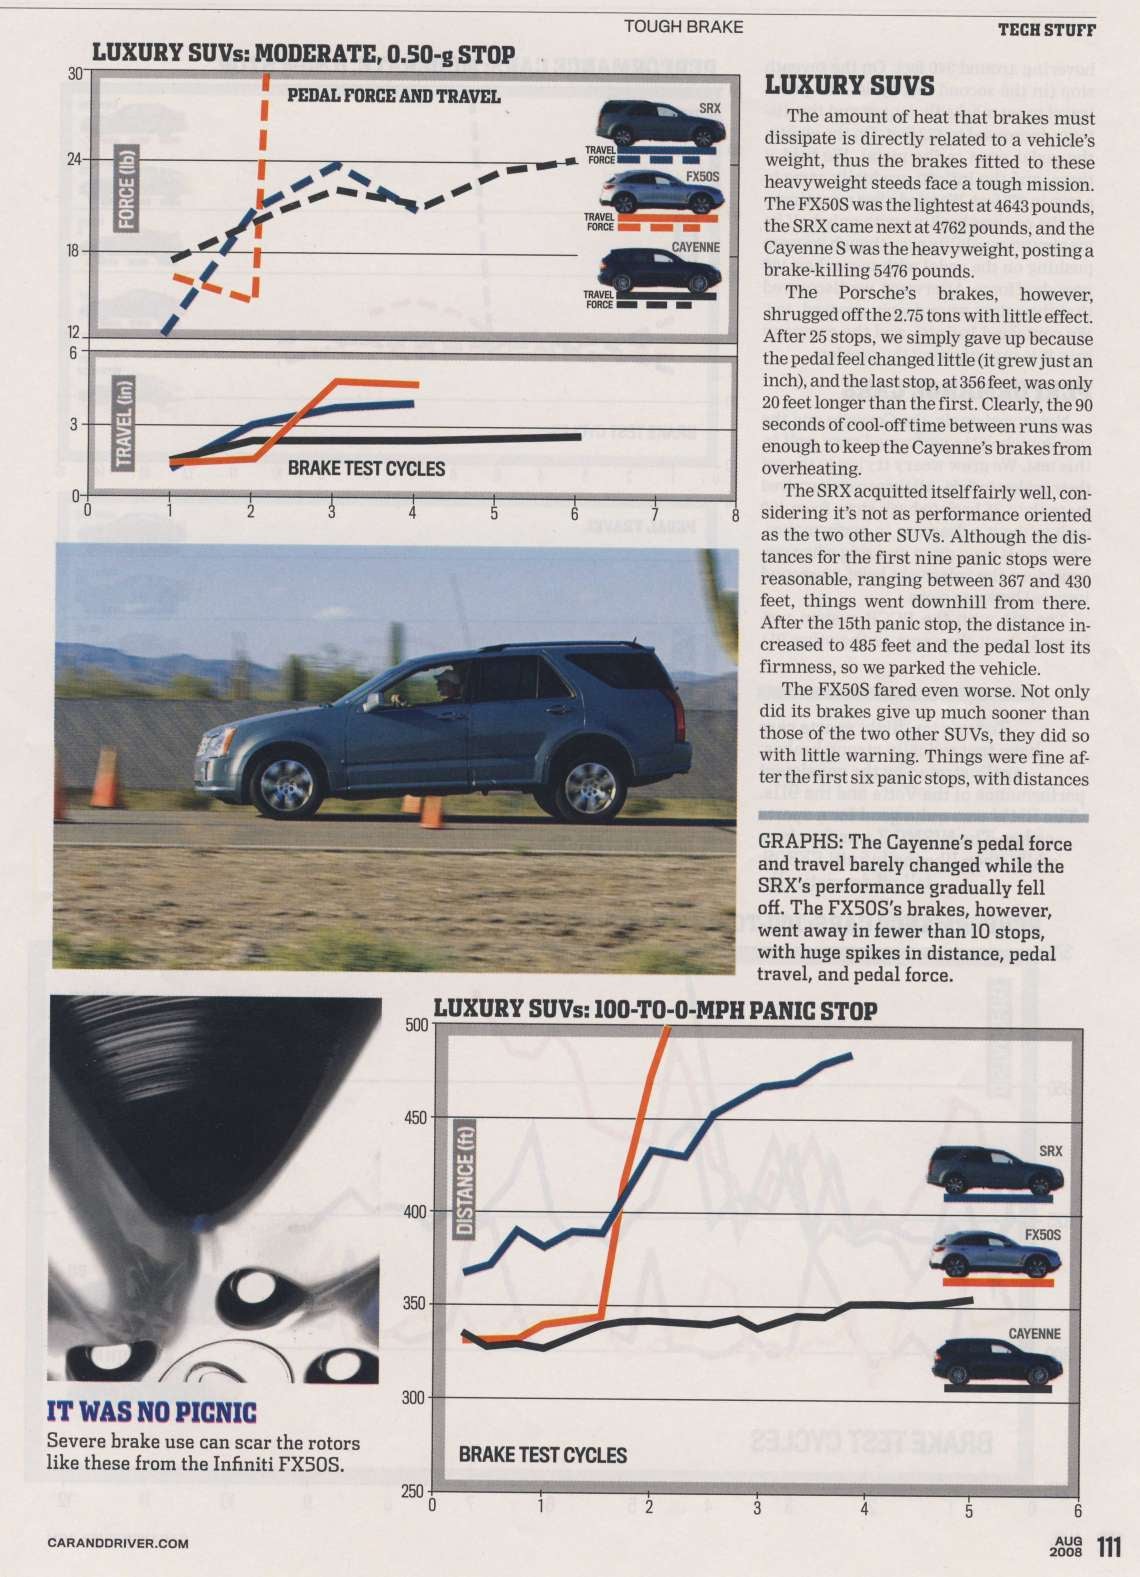 TOUGH BRAKE
TECH STUFF
LUXURY SUVs: MODERATE, 0.50-g STOP
30
24
18
12
FORCE (lb)
PEDAL FORCE AND TRAVEL
SRX
TRAVEL
FORCE
FX50S
TRAVEL
FORCE
CAYENNE
TRAVEL
FORCE
6
3
0
TRAVEL (in)
BRAKE TEST CYCLES
0 1 2 3 4 5 6 7 8
LUXURY SUVS
The amount of heat that brakes must
dissipate is directly related to a vehicle's
weight, thus the brakes fitted to these
heavyweight steeds face a tough mission.
The FX50S was the lightest at 4643 pounds,
the SRX came next at 4762 pounds, and the
Cayenne S was the heavyweight, posting a
brake-killing 5476 pounds.
The Porsche's brakes, however,
shrugged off the 2.75 tons with little effect.
After 25 stops, we simply gave up because
the pedal feel changed little (it grew just an
inch), and the last stop, at 356 feet, was only
20 feet longer than the first. Clearly, the 90
seconds of cool-off time between runs was
enough to keep the Cayenne's brakes from
overheating.
The SRX acquitted itself fairly well, con-
sidering it's not as performance oriented
as the two other SUVs. Although the dis-
tances for the first nine panic stops were
reasonable, ranging between 367 and 430
feet, things went downhill from there.
After the 15th panic stop, the distance in-
creased to 485 feet and the pedal lost its
firmness, so we parked the vehicle.
The FX50S fared even worse. Not only
did its brakes give up much sooner than
those of the two other SUVs, they did so
with little warning. Things were fine af-
ter the first six panic stops, with distances
GRAPHS: The Cayenne's pedal force
and travel barely changed while the
SRX's performance gradually fell
off. The FX50S's brakes, however,
went away in fewer than 10 stops,
with huge spikes in distance, pedal
travel, and pedal force.
LUXURY SUVs: 100-TO-0-MPH PANIC STOP
500
450
400
350
300
250
DISTANCE (ft)
SRX
FX50S
CAYENNE
BRAKE TEST CYCLES
0 1 2 3 4 5 6
IT WAS NO PICNIC
Severe brake use can scar the rotors
like these from the Infiniti FX50S.
CARANDDRIVER.COM
AUG
2008
111